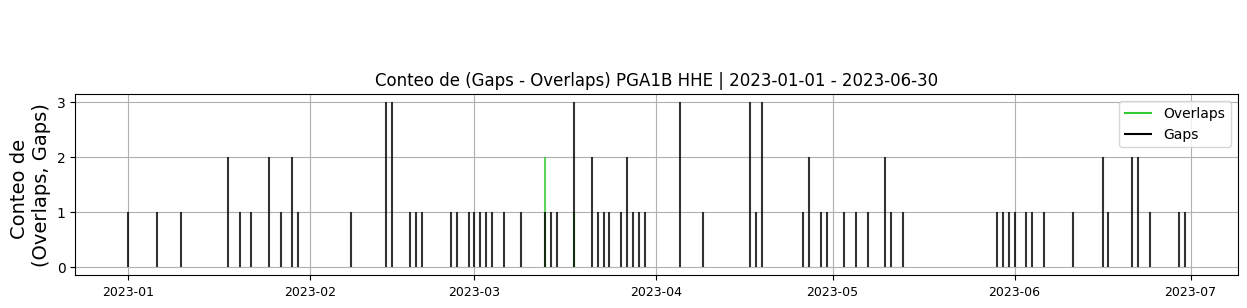 Conteo de (Gaps - Overlaps) PGA1B HHE | 2023-01-01 - 2023-06-30
Conteo de
(Overlaps, Gaps)
3
2
1
0
Overlaps
Gaps
2023-01
2023-02
2023-03
2023-04
2023-05
2023-06
2023-07